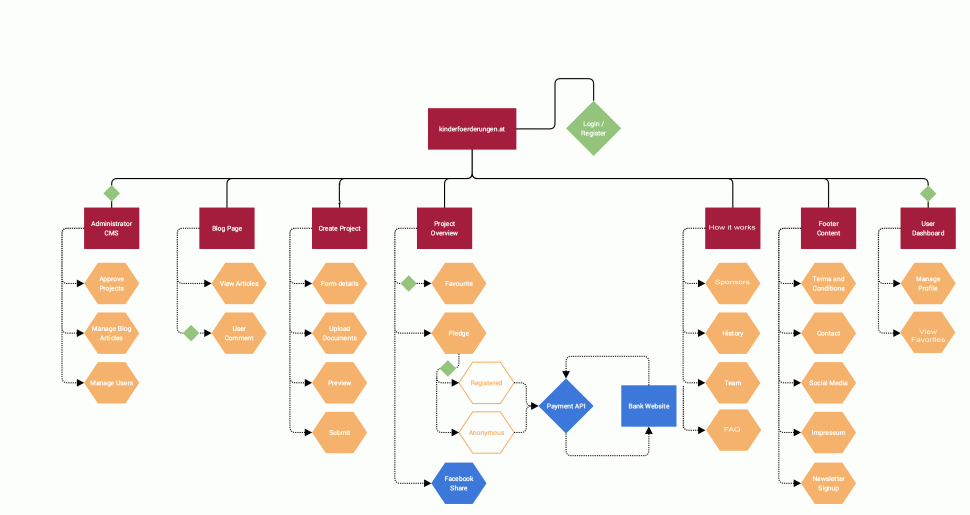 kinderfoerderungen.at
Login /
Register
Administrator
CMS
Blog Page
Create Project
Project
Overview
How it works
Footer
Content
User
Dashboard
Approve
Projects
View Articles
Form details
Favourite
Sponsors
Terms and
Conditions
Manage
Profile
Manage Blog
Articles
User
Comment
Upload
Documents
Pledge
History
Contact
View
Favorites
Manage Users
Preview
Registered
Payment API
Bank Website
Team
Social Media
Submit
Anonymous
FAQ
Impressum
Facebook
Share
Newsletter
Signup